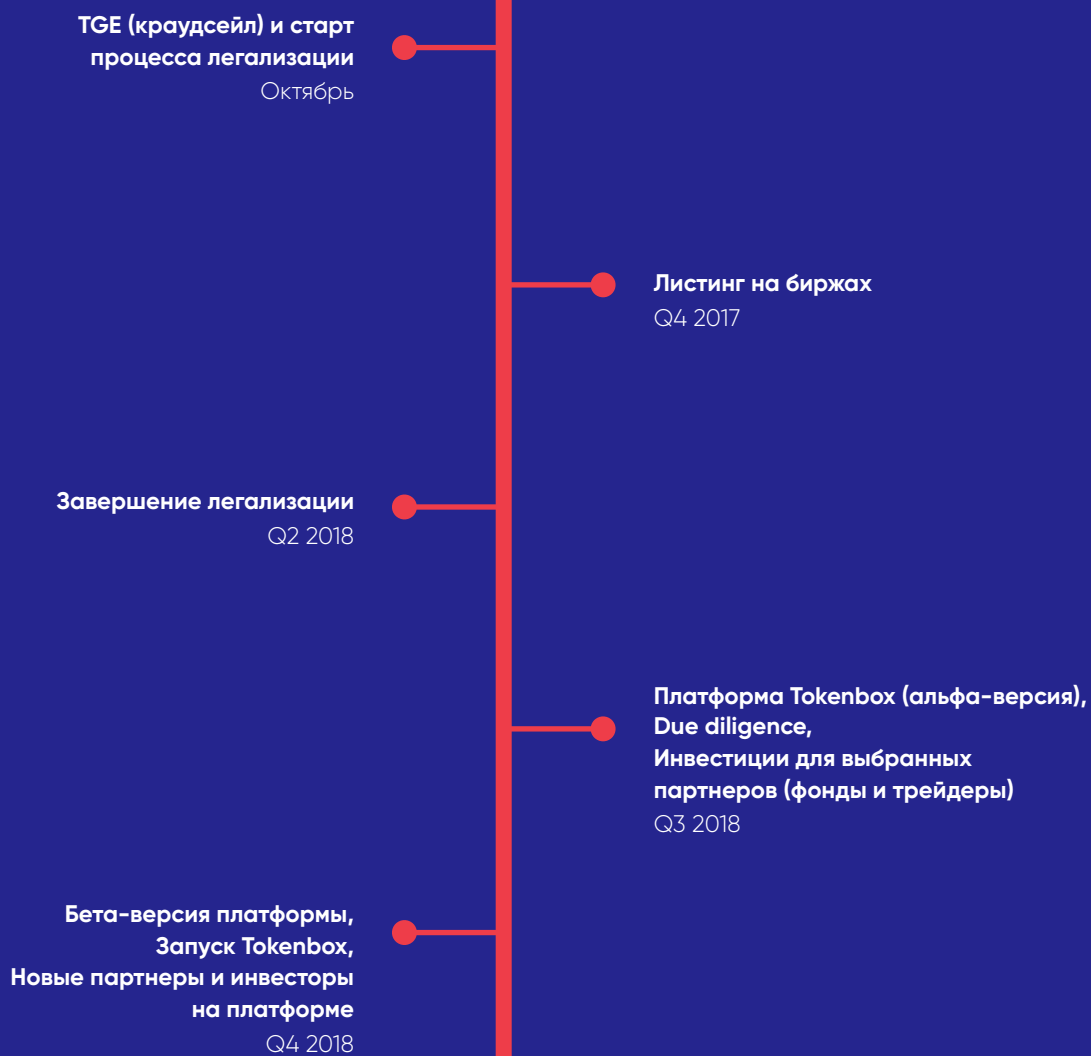 TGE (краудсейл) и старт
процесса легализации
Октябрь
Листинг на биржах
Q4 2017
Завершение легализации
Q2 2018
Платформа Tokenbox (альфа-версия),
Due diligence,
Инвестиции для выбранных
партнеров (фонды и трейдеры)
Q3 2018
Бета-версия платформы,
Запуск Tokenbox,
Новые партнеры и инвесторы
на платформе
Q4 2018